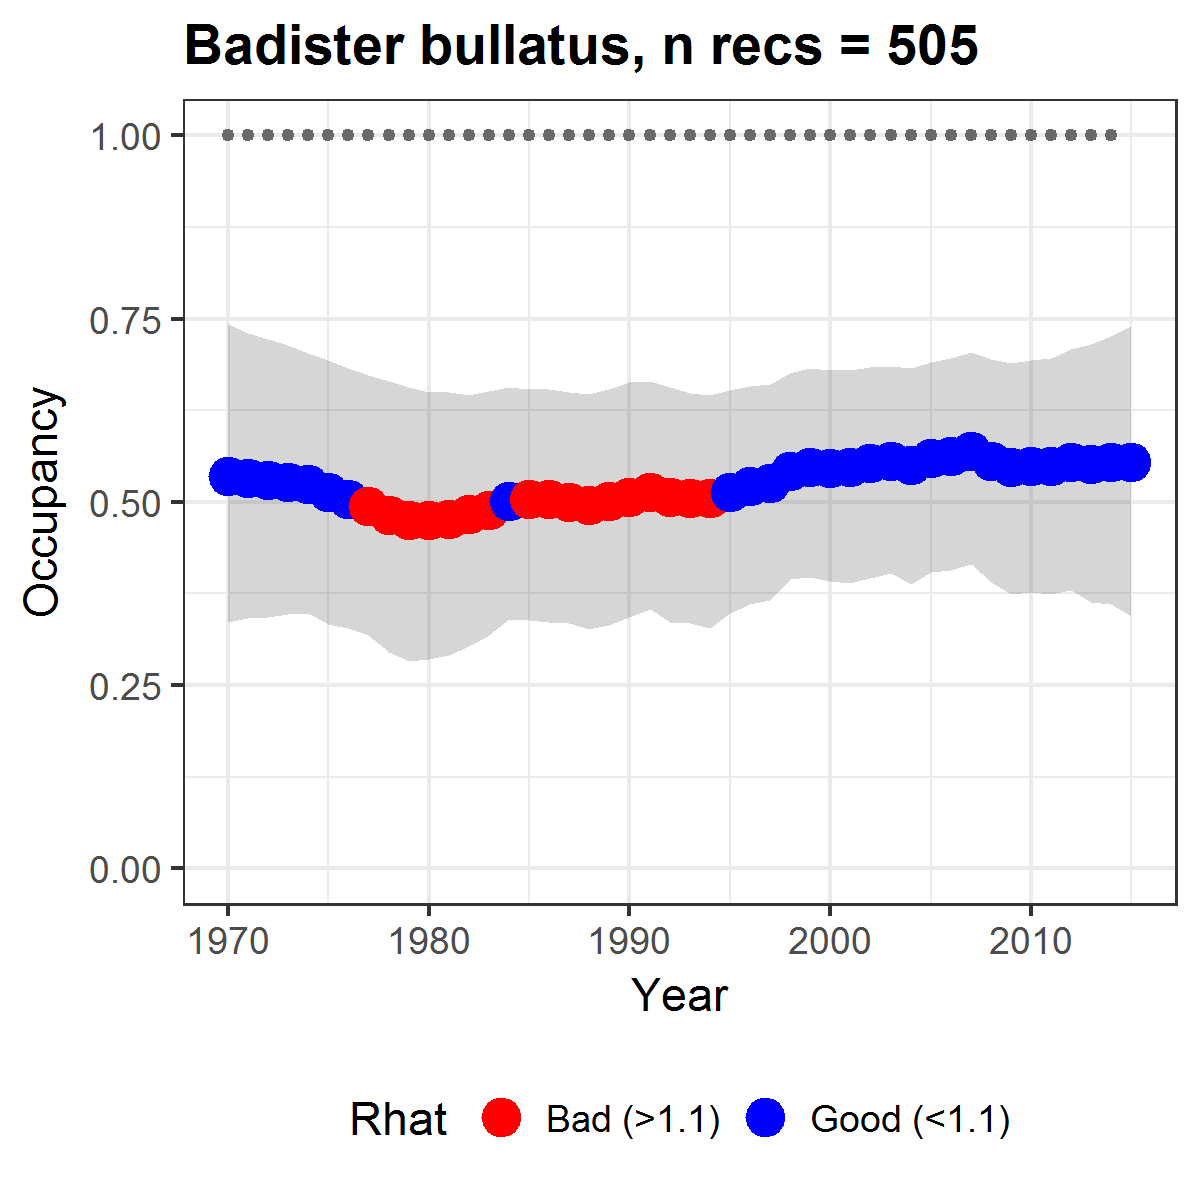 Badister bullatus, n recs = 505
1.00
0.75
0.50
0.25
0.00
Occupancy
1970 1980 1990 2000 2010
Year
Rhat Bad (>1.1) Good (<1.1)